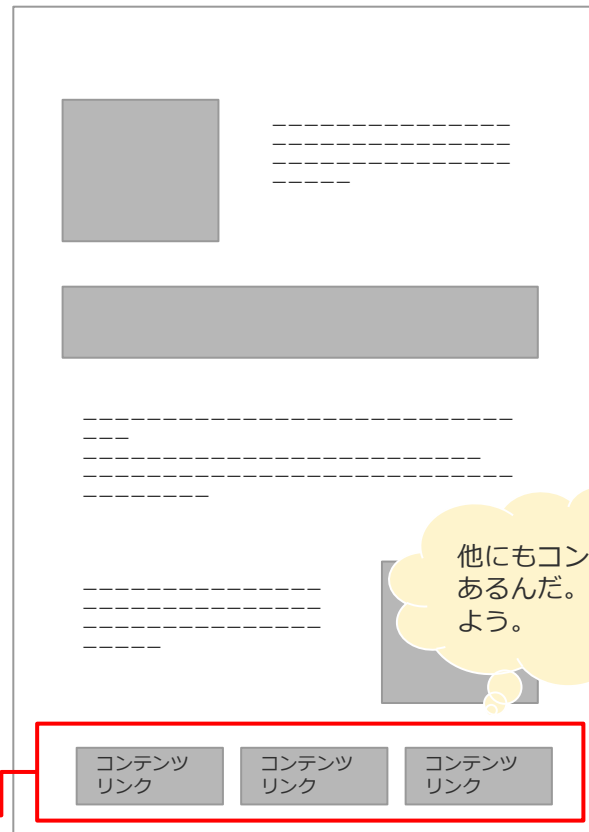 他にもコン
あるんだ。
よう。
コンテンツ
リンク
コンテンツ
リンク
コンテンツ
リンク